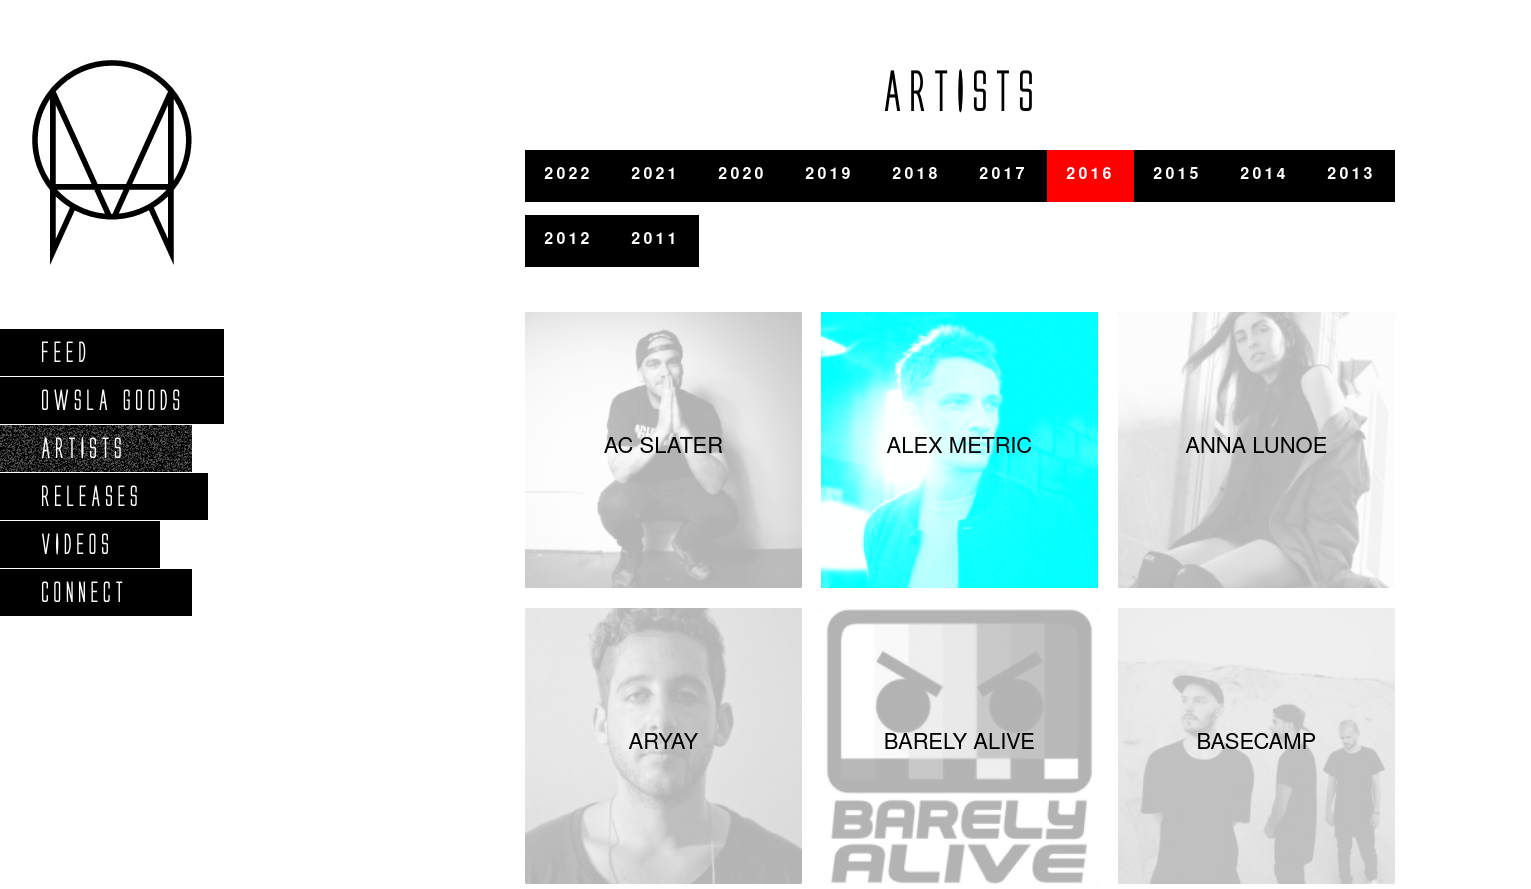 ARTISTS
2022 2021 2020 2019 2018 2017 2016 2015 2014 2013
2012 2011
FEED
OWSLA GOODS
ARTISTS
RELEASES
VIDEOS
CONNECT
AC SLATER
ALEX METRIC
ANNA LUNOE
ARYAY
BARELY ALIVE
BASECAMP
BARELY
ALIVE